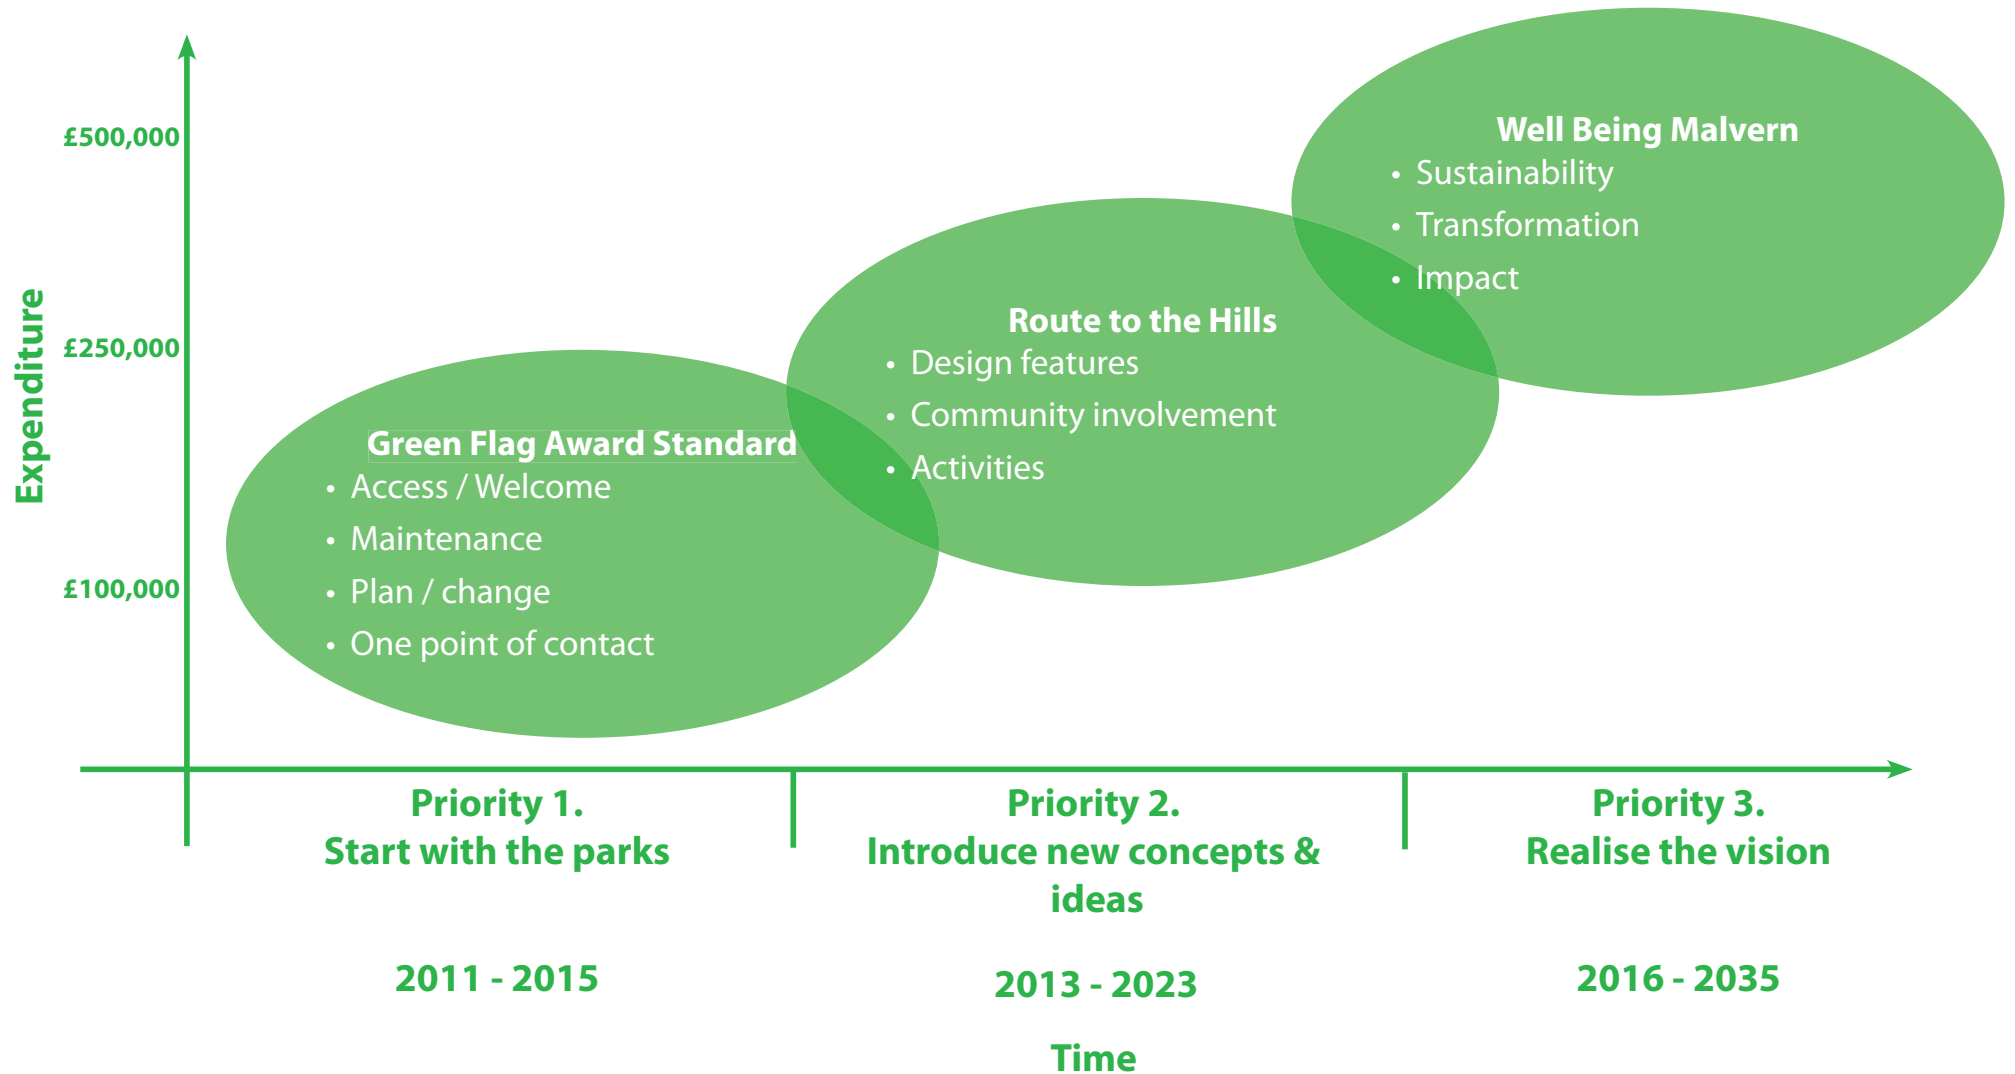 £500,000
£250,000
£100,000
Expenditure
Well Being Malvern
• Sustainability
• Transformation
• Impact
Route to the Hills
• Design features
• Community involvement
• Activities
Green Flag Award Standard
• Access / Welcome
• Maintenance
• Plan / change
• One point of contact
Priority 1.
Start with the parks
2011 - 2015
Priority 2.
Introduce new concepts &
ideas
2013 - 2023
Priority 3.
Realise the vision
2016 - 2035
Time